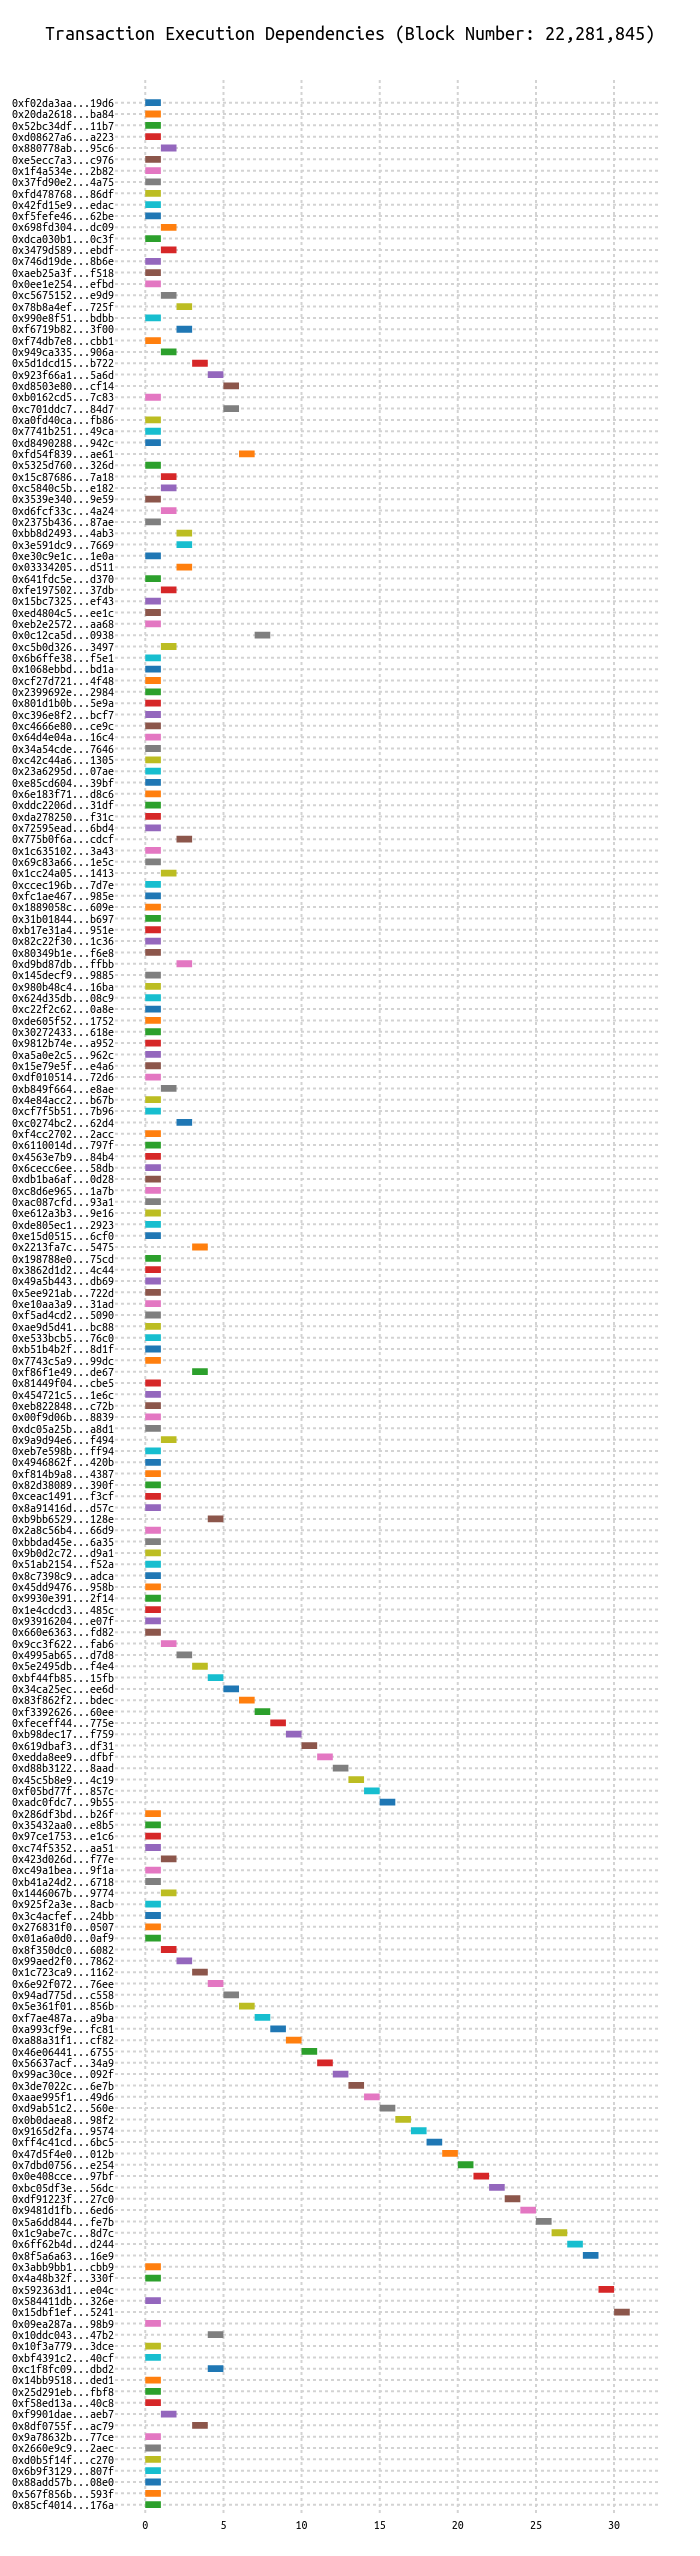 Transaction Execution Dependencies (Block Number: 22,281,845)
0xf02da3aa...19d6
0x20da2618...ba84
0x52bc34df...11b7
0xd08627a6...a223
0x880778ab...95c6
0xe5ecc7a3...c976
0x1f4a534e...2b82
0x37fd90e2...4a75
0xfd478768...86df
0x42fd15e9...edac
0xf5fefe46...62be
0x698fd304...dc09
0xdca030b1...0c3f
0x3479d589...ebdf
0x746d19de...8b6e
0xaeb25a3f...f518
0x0ee1e254...efbd
0xc5675152...e9d9
0x78b8a4ef...725f
0x990e8f51...bdbb
0xf6719b82...3f00
0xf74db7e8...cbb1
0x949ca335...906a
0x5d1dcd15...b722
0x923f66a1...5a6d
0xd8503e80...cf14
0xb0162cd5...7c83
0xc701ddc7...84d7
0xa0fd40ca...fb86
0x7741b251...49ca
0xd8490288...942c
0xfd54f839...ae61
0x5325d760...326d
0x15c87686...7a18
0xc5840c5b...e182
0x3539e340...9e59
0xd6fcf33c...4a24
0x2375b436...87ae
0xbb8d2493...4ab3
0x3e591dc9...7669
0xe30c9e1c...1e0a
0x03334205...d511
0x641fdc5e...d370
0xfe197502...37db
0x15bc7325...ef43
0xed4804c5...ee1c
0xeb2e2572...aa68
0x0c12ca5d...0938
0xc5b0d326...3497
0x6b6ffe38...f5e1
0x1068ebbd...bd1a
0xcf27d721...4f48
0x2399692e...2984
0x801d1b0b...5e9a
0xc396e8f2...bcf7
0xc4666e80...ce9c
0x64d4e04a...16c4
0x34a54cde...7646
0xc42c44a6...1305
0x23a6295d...07ae
0xe85cd604...39bf
0x6e183f71...d8c6
0xddc2206d...31df
0xda278250...f31c
0x72595ead...6bd4
0x775b0f6a...cdcf
0x1c635102...3a43
0x69c83a66...1e5c
0x1cc24a05...1413
0xccec196b...7d7e
0xfc1ae467...985e
0x1889058c...609e
0x31b01844...b697
0xb17e31a4...951e
0x82c22f30...1c36
0x80349b1e...f6e8
0xd9bd87db...ffbb
0x145decf9...9885
0x980b48c4...16ba
0x624d35db...08c9
0xc22f2c62...0a8e
0xde605f52...1752
0x30272433...618e
0x9812b74e...a952
0xa5a0e2c5...962c
0x15e79e5f...e4a6
0xdf010514...72d6
0xb849f664...e8ae
0x4e84acc2...b67b
0xcf7f5b51...7b96
0xc0274bc2...62d4
0xf4cc2702...2acc
0x6110014d...797f
0x4563e7b9...84b4
0x6cecc6ee...58db
0xdb1ba6af...0d28
0xc8d6e965...1a7b
0xac087cfd...93a1
0xe612a3b3...9e16
0xde805ec1...2923
0xe15d0515...6cf0
0x2213fa7c...5475
0x198788e0...75cd
0x3862d1d2...4c44
0x49a5b443...db69
0x5ee921ab...722d
0xe10aa3a9...31ad
0xf5ad4cd2...5090
0xae9d5d41...bc88
0xe533bcb5...76c0
0xb51b4b2f...8d1f
0x7743c5a9...99dc
0xf86f1e49...de67
0x81449f04...cbe5
0x454721c5...1e6c
0xeb822848...c72b
0x00f9d06b...8839
0xdc05a25b...a8d1
0x9a9d94e6...f494
0xeb7e598b...ff94
0x4946862f...420b
0xf814b9a8...4387
0x82d38089...390f
0xceac1491...f3cf
0x8a91416d...d57c
0xb9bb6529...128e
0x2a8c56b4...66d9
0xbbdad45e...6a35
0x9b0d2c72...d9a1
0x51ab2154...f52a
0x8c7398c9...adca
0x45dd9476...958b
0x9930e391...2f14
0x1e4cdcd3...485c
0x93916204...e07f
0x660e6363...fd82
0x9cc3f622...fab6
0x4995ab65...d7d8
0x5e2495db...f4e4
0xbf44fb85...15fb
0x34ca25ec...ee6d
0x83f862f2...bdec
0xf3392626...60ee
0xfeceff44...775e
0xb98dec17...f759
0x619dbaf3...df31
0xedda8ee9...dfbf
0xd88b3122...8aad
0x45c5b8e9...4c19
0xf05bd77f...857c
0xadc0fdc7...9b55
0x286df3bd...b26f
0x35432aa0...e8b5
0x97ce1753...e1c6
0xc74f5352...aa51
0x423d026d...f77e
0xc49a1bea...9f1a
0xb41a24d2...6718
0x1446067b...9774
0x925f2a3e...8acb
0x3c4acfef...24bb
0x276831f0...0507
0x01a6a0d0...0af9
0x8f350dc0...6082
0x99aed2f0...7862
0x1c723ca9...1162
0x6e92f072...76ee
0x94ad775d...c558
0x5e361f01...856b
0xf7ae487a...a9ba
0xa993cf9e...fc81
0xa88a31f1...cf82
0x46e06441...6755
0x56637acf...34a9
0x99ac30ce...092f
0x3de7022c...6e7b
0xaae995f1...49d6
0xd9ab51c2...560e
0x0b0daea8...98f2
0x9165d2fa...9574
0xff4c41cd...6bc5
0x47d5f4e0...012b
0x7dbd0756...e254
0x0e408cce...97bf
0xbc05df3e...56dc
0xdf91223f...27c0
0x9481d1fb...6ed6
0x5a6dd844...fe7b
0x1c9abe7c...8d7c
0x6ff62b4d...d244
0x8f5a6a63...16e9
0x3abb9bb1...cbb9
0x4a48b32f...330f
0x592363d1...e04c
0x584411db...326e
0x15dbf1ef...5241
0x09ea287a...98b9
0x10ddc043...47b2
0x10f3a779...3dce
0xbf4391c2...40cf
0xc1f8fc09...dbd2
0x14bb9518...ded1
0x25d291eb...fbf8
0xf58ed13a...40c8
0xf9901dae...aeb7
0x8df0755f...ac79
0x9a78632b...77ce
0x2660e9c9...2aec
0xd0b5f14f...c270
0x6b9f3129...807f
0x88add57b...08e0
0x567f856b...593f
0x85cf4014...176a
0 5 10 15 20 25 30